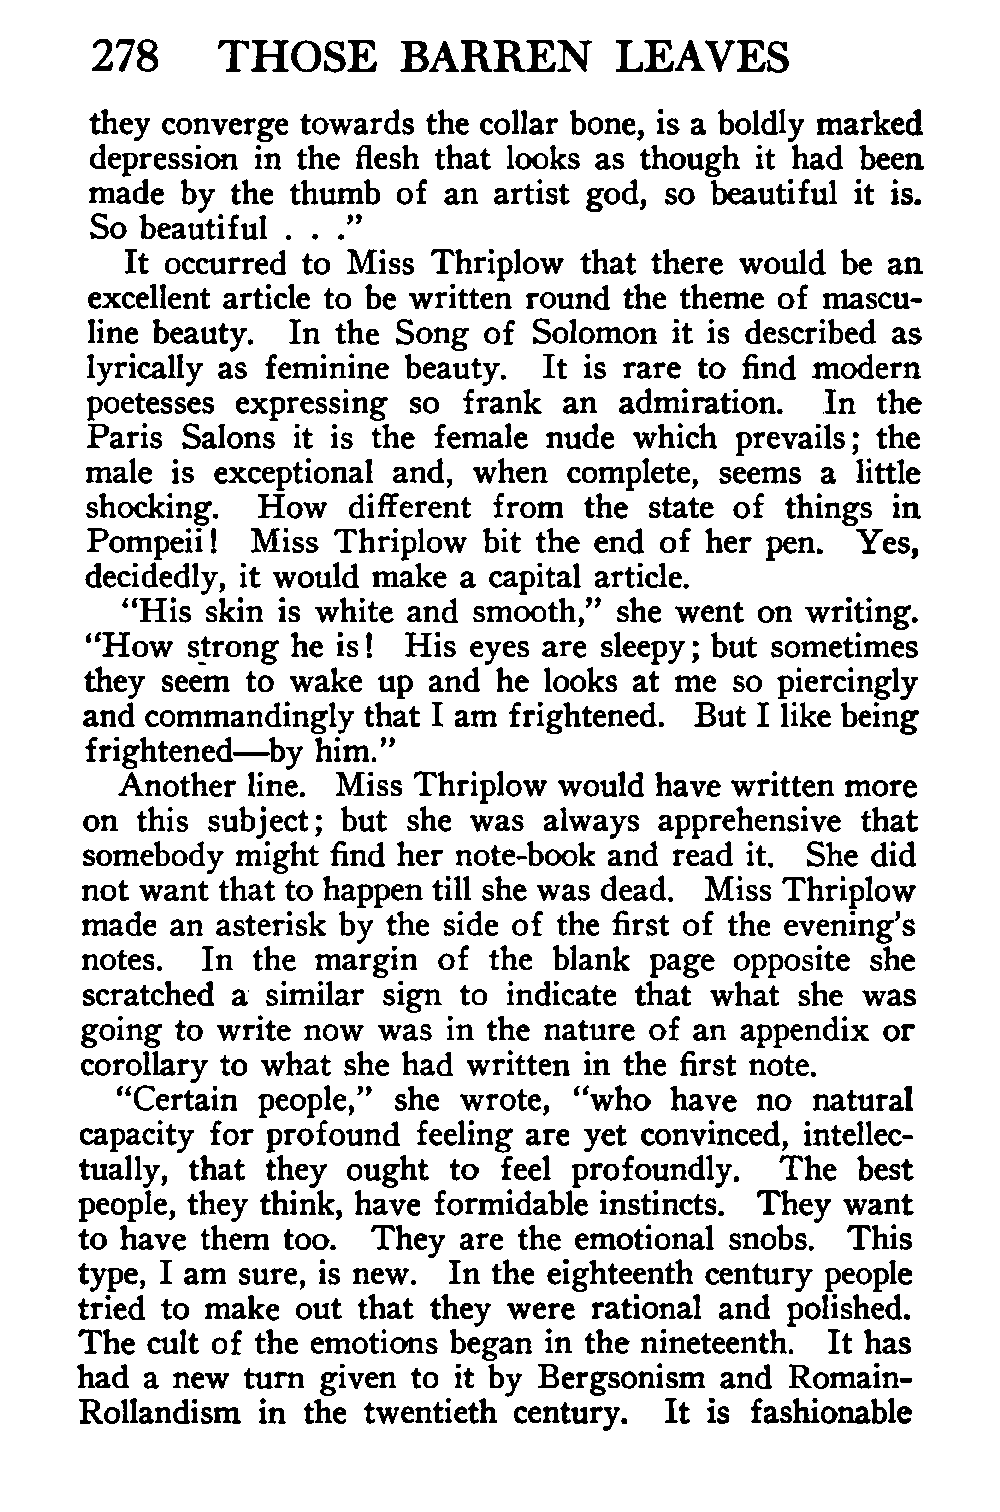 278 THOSE BARREN LEAVES
they converge towards the collar bone, is a boldly marked
depression in the flesh that looks as though it had been
made by the thumb of an artist god, so beautiful it is.
So beautiful . . ."
It occurred to Miss Thriplow that there would be an
excellent article to be written round the theme of mascu-
line beauty. In the Song of Solomon it is described as
lyrically as feminine beauty. It is rare to find modern
poetesses expressing so frank an admiration. In the
Paris Salons it is the female nude which prevails; the
male is exceptional and, when complete, seems a little
shocking. How different from the state of things in
Pompeii! Miss Thriplow bit the end of her pen. Yes,
decidedly, it would make a capital article.
"His skin is white and smooth," she went on writing.
"How strong he is! His eyes are sleepy; but sometimes
they seem to wake up and he looks at me so piercingly
and commandingly that I am frightened. But I like being
frightened—by him."
Another line. Miss Thriplow would have written more
on this subject; but she was always apprehensive that
somebody might find her note-book and read it. She did
not want that to happen till she was dead. Miss Thriplow
made an asterisk by the side of the first of the evening's
notes. In the margin of the blank page opposite she
scratched a similar sign to indicate that what she was
going to write now was in the nature of an appendix or
corollary to what she had written in the first note.
"Certain people," she wrote, "who have no natural
capacity for profound feeling are yet convinced, intellec-
tually, that they ought to feel profoundly. The best
people, they think, have formidable instincts. They want
to have them too. They are the emotional snobs. This
type, I am sure, is new. In the eighteenth century people
tried to make out that they were rational and polished.
The cult of the emotions began in the nineteenth. It has
had a new turn given to it by Bergsonism and Romain-
Rollandism in the twentieth century. It is fashionable